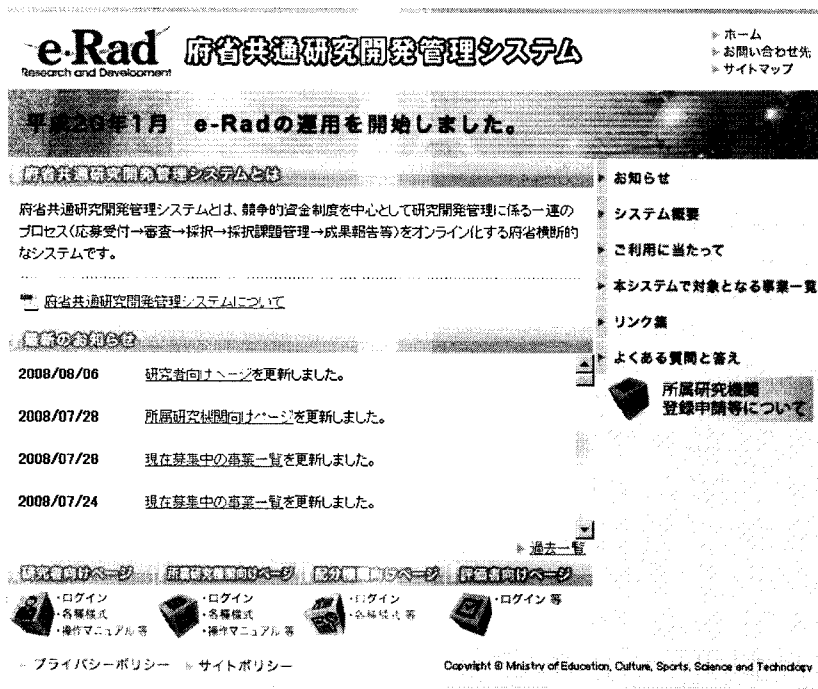 e-Rad
Research and Development
府省共通研究開発管理システム
ホーム
お問い合わせ先
サイトマップ
平成20年1月 e-Radの運用を開始しました。
府省共通研究開発管理システムとは
府省共通研究開発管理システムとは、競争的資金制度を中心として研究開発管理に係る一連の
プロセス(応募受付→審査→採択→採択課題管理→成果報告等)をオンライン化する府省横断的
なシステムです。
府省共通研究開発管理システムについて
最新のお知らせ
2008/08/06 研究者向けページを更新しました。
2008/07/28 所属研究機関向けページを更新しました。
2008/07/28 現在募集中の事業一覧を更新しました。
2008/07/24 現在募集中の事業一覧を更新しました。
過去一覧
お知らせ
システム概要
ご利用に当たって
本システムで対象となる事業一覧
リンク集
よくある質問と答え
所属研究機関
登録申請等について
研究者向けページ
・ログイン
・各種様式
・操作マニュアル 等
所属研究機関向けページ
・ログイン
・各種様式
・操作マニュアル 等
配分機関向けページ
・ログイン
・各種様式 等
評価者向けページ
・ログイン 等
プライバシーポリシー
サイトポリシー
Copyright © Ministry of Education, Culture, Sports, Science and Technology